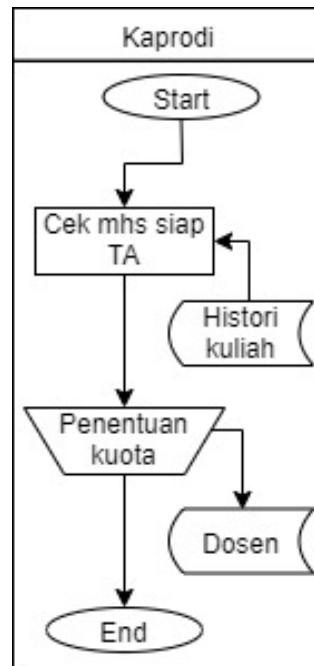 Kaprodi
Start
Cek mhs siap
TA
Histori
kuliah
Penentuan
kuota
Dosen
End